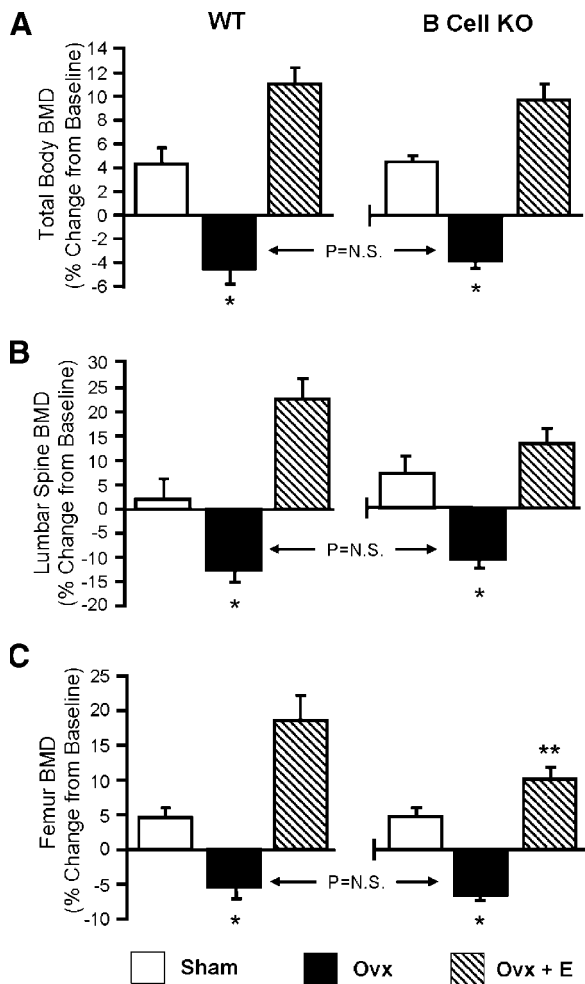 A
WT
B Cell KO
Total Body BMD
(% Change from Baseline)
14
12
10
8
6
4
2
0
-2
-4
-6
*
P=N.S.
*
B
Lumbar Spine BMD
(% Change from Baseline)
30
25
20
15
10
5
0
-5
-10
-15
-20
*
P=N.S.
*
C
Femur BMD
(% Change from Baseline)
25
20
15
10
5
0
-5
-10
*
P=N.S.
**
*
Sham
Ovx
Ovx + E